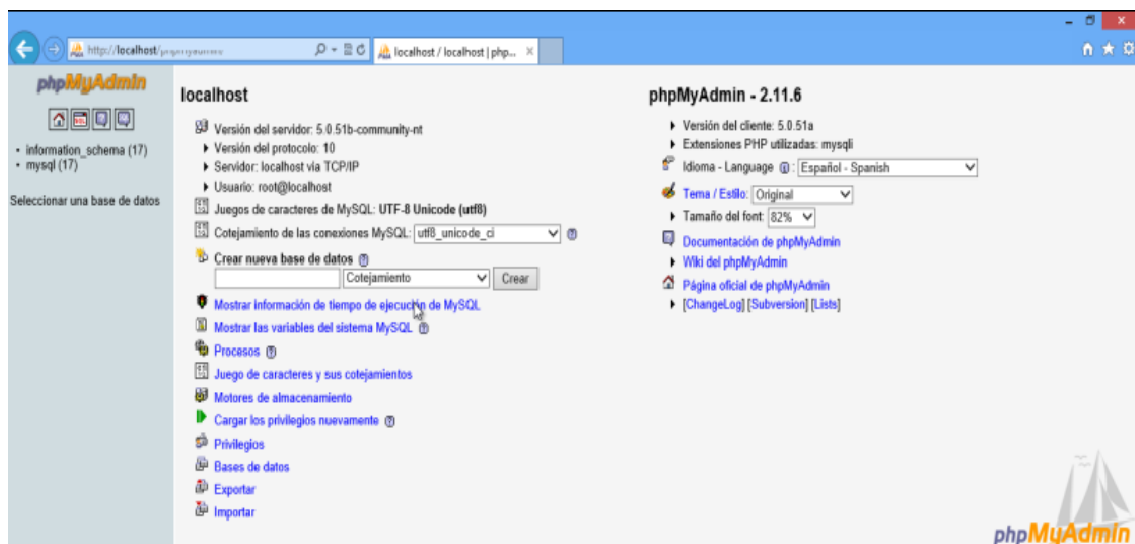 http://localhost/phpmyadmin/
localhost / localhost | php...
phpMyAdmin
information_schema (17)
mysql (17)
Seleccionar una base de datos
localhost
Versión del servidor: 5.0.51b-community-nt
Versión del protocolo: 10
Servidor: localhost via TCP/IP
Usuario: root@localhost
Juegos de caracteres de MySQL: UTF-8 Unicode (utf8)
Cotejamiento de las conexiones MySQL: utf8_unicode_ci
Crear nueva base de datos
Cotejamiento Crear
Mostrar información de tiempo de ejecución de MySQL
Mostrar las variables del sistema MySQL
Procesos
Juego de caracteres y sus cotejamientos
Motores de almacenamiento
Cargar los privilegios nuevamente
Privilegios
Bases de datos
Exportar
Importar
phpMyAdmin - 2.11.6
Versión del cliente: 5.0.51a
Extensiones PHP utilizadas: mysqli
Idioma - Language : Español - Spanish
Tema / Estilo: Original
Tamaño del font: 82%
Documentación de phpMyAdmin
Wiki del phpMyAdmin
Página oficial de phpMyAdmin
[ChangeLog] [Subversion] [Lists]
phpMyAdmin